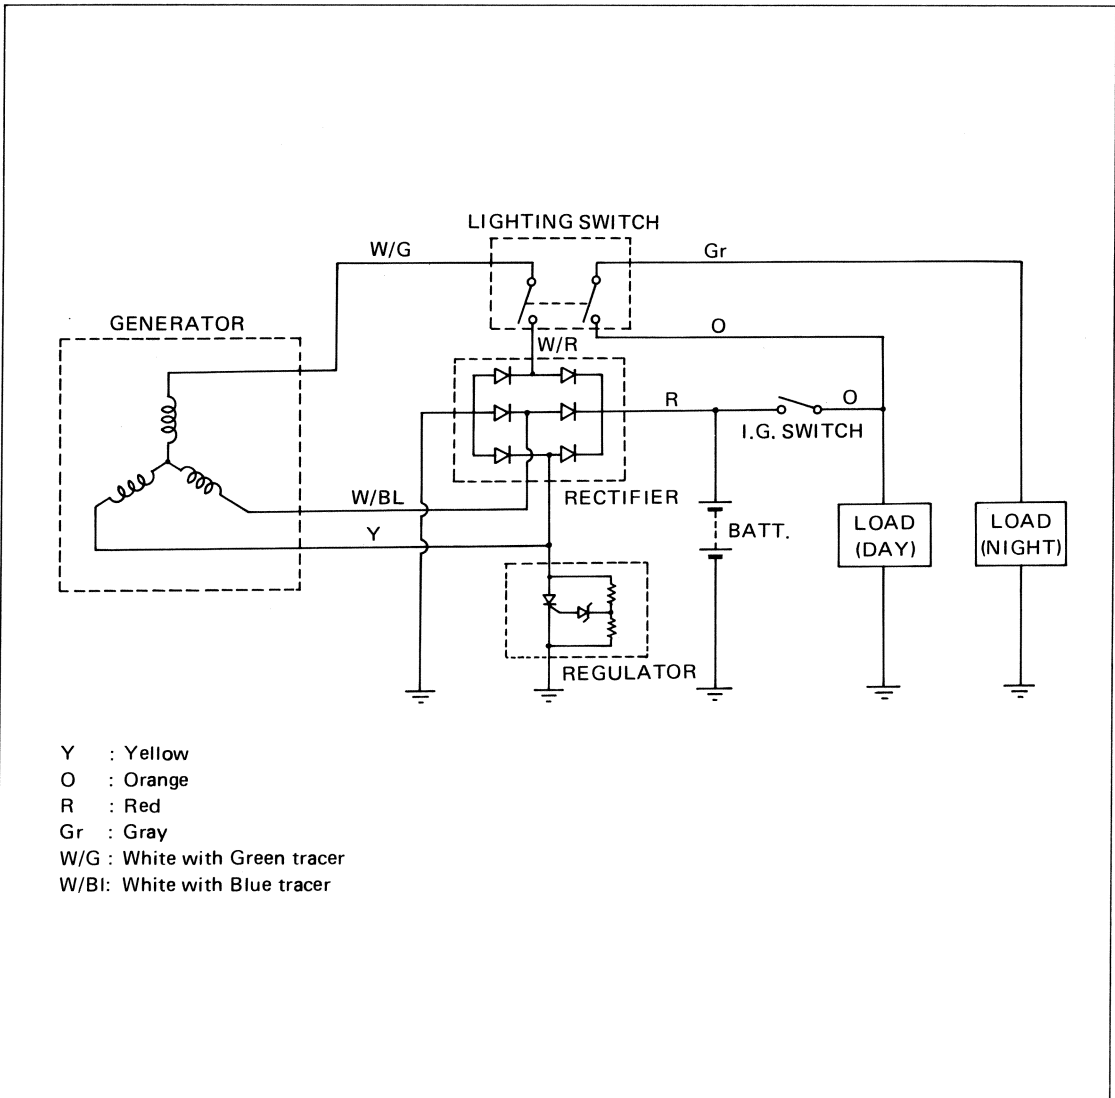 LIGHTING SWITCH
W/G
Gr
GENERATOR
O
W/R
R
O
I.G. SWITCH
W/BL
RECTIFIER
Y
BATT.
LOAD
(DAY)
LOAD
(NIGHT)
REGULATOR
Y : Yellow
O : Orange
R : Red
Gr : Gray
W/G : White with Green tracer
W/Bl: White with Blue tracer